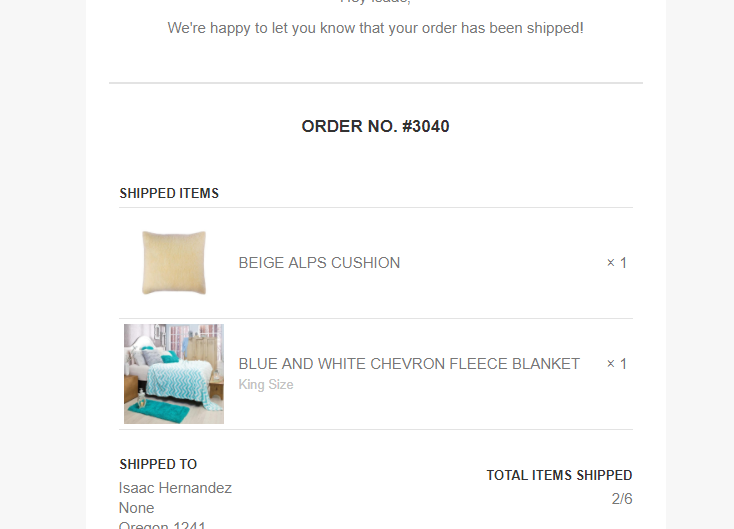 We're happy to let you know that your order has been shipped!
ORDER NO. #3040
SHIPPED ITEMS
BEIGE ALPS CUSHION × 1
BLUE AND WHITE CHEVRON FLEECE BLANKET × 1
King Size
SHIPPED TO
TOTAL ITEMS SHIPPED
Isaac Hernandez
2/6
None
Oregon 1241